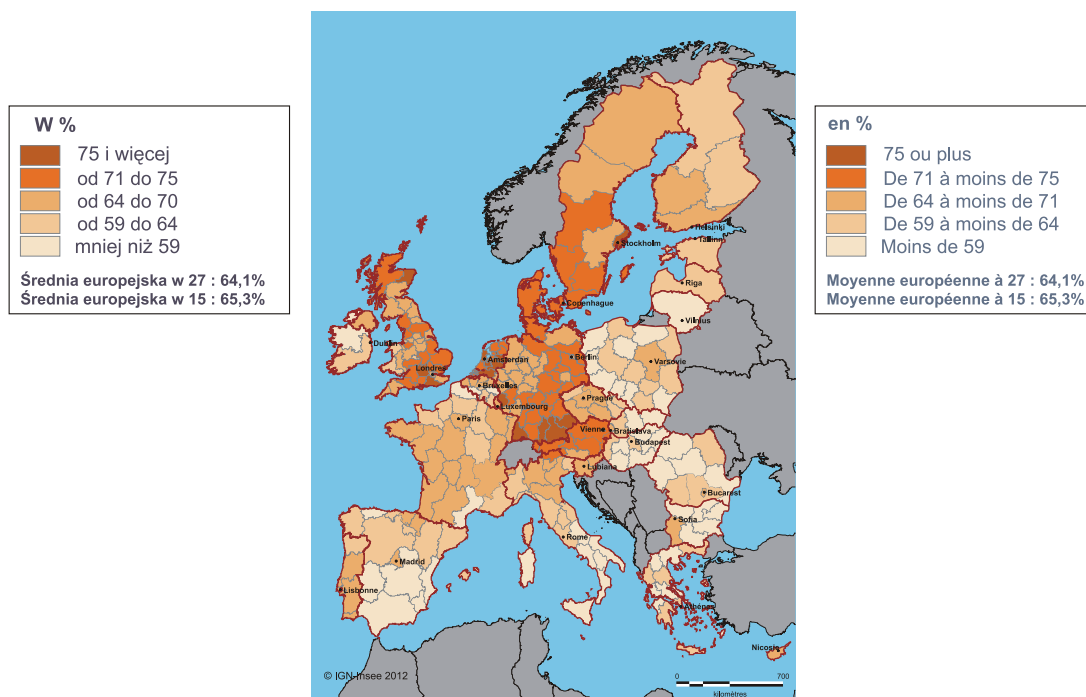 W %
75 i więcej
od 71 do 75
od 64 do 70
od 59 do 64
mniej niż 59
Średnia europejska w 27 : 64,1%
Średnia europejska w 15 : 65,3%
en %
75 ou plus
De 71 à moins de 75
De 64 à moins de 71
De 59 à moins de 64
Moins de 59
Moyenne européenne à 27 : 64,1%
Moyenne européenne à 15 : 65,3%
Helsinki
Tallinn
Stockholm
Riga
Copenhague
Vilnius
Dublin
Amsterdan
Berlin
Varsovie
Londres
Bruxelles
Prague
Luxembourg
Paris
Vienne
Bratislava
Budapest
Lubiana
Bucarest
Sofia
Rome
Madrid
Lisbonne
Athénes
Nicosie
© IGN-Insee 2012
0
700
kilomètres